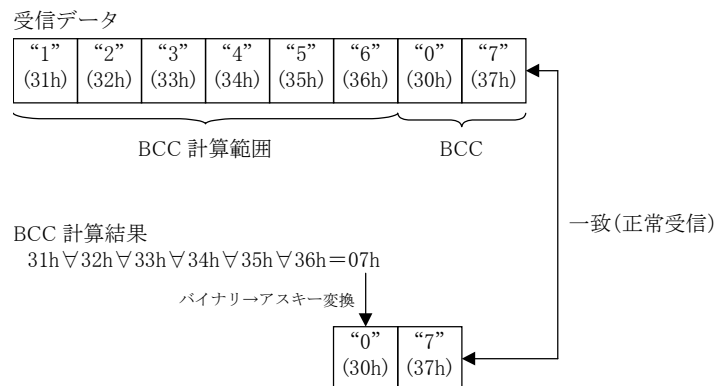 受信データ
“1” “2” “3” “4” “5” “6” “0” “7”
(31h) (32h) (33h) (34h) (35h) (36h) (30h) (37h)
BCC 計算範囲 BCC
一致(正常受信)
BCC 計算結果
31h∀32h∀33h∀34h∀35h∀36h=07h
バイナリ→アスキー変換
“0” “7”
(30h) (37h)